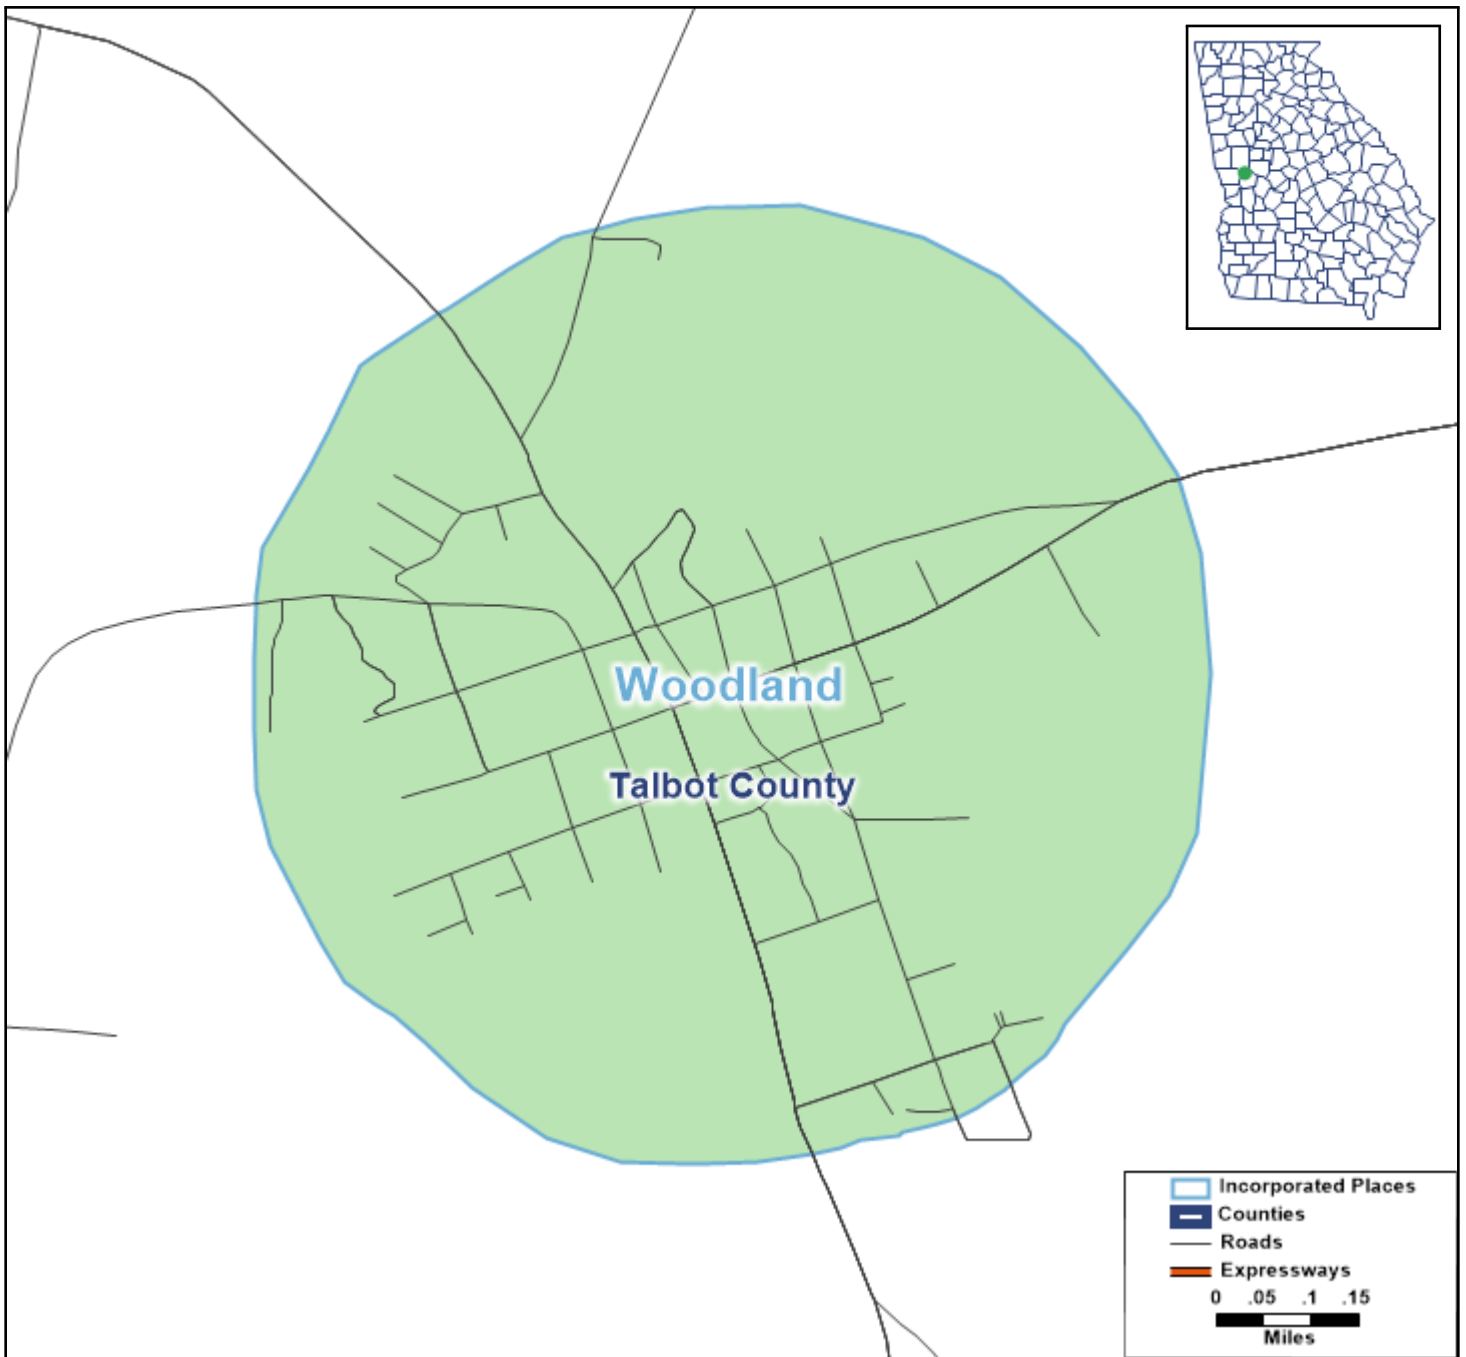 Woodland
Talbot County
Incorporated Places
Counties
Roads
Expressways
0 .05 .1 .15
Miles